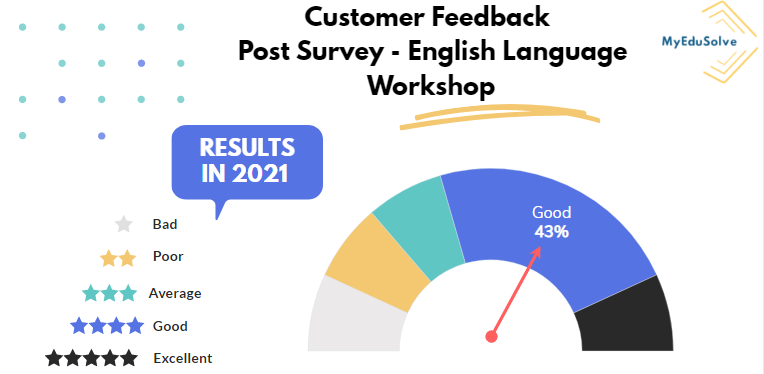 Customer Feedback
Post Survey - English Language
Workshop
MyEduSolve
RESULTS
IN 2021
Bad
Poor
Average
Good
Excellent
Good
43%